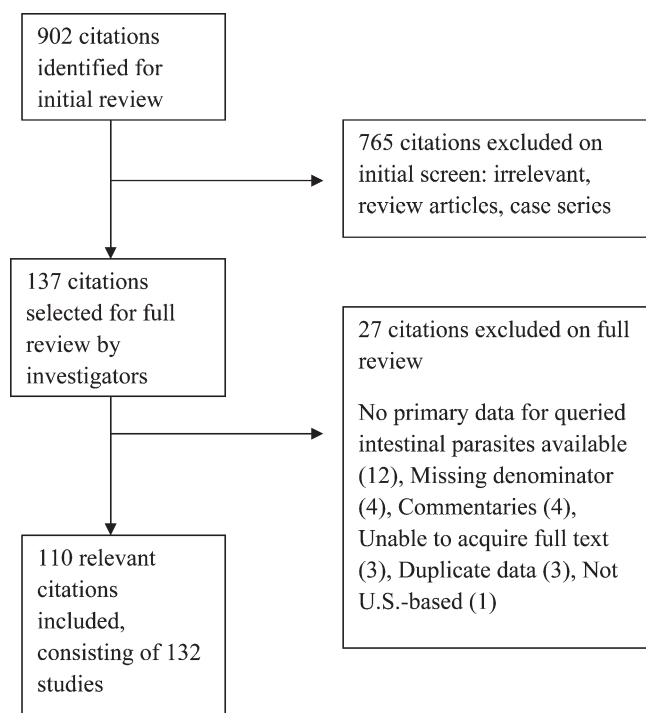 902 citations
identified for
initial review
765 citations excluded on
initial screen: irrelevant,
review articles, case series
137 citations
selected for full
review by
investigators
27 citations excluded on full
review
No primary data for queried
intestinal parasites available
(12), Missing denominator
(4), Commentaries (4),
Unable to acquire full text
(3), Duplicate data (3), Not
U.S.-based (1)
110 relevant
citations
included,
consisting of 132
studies